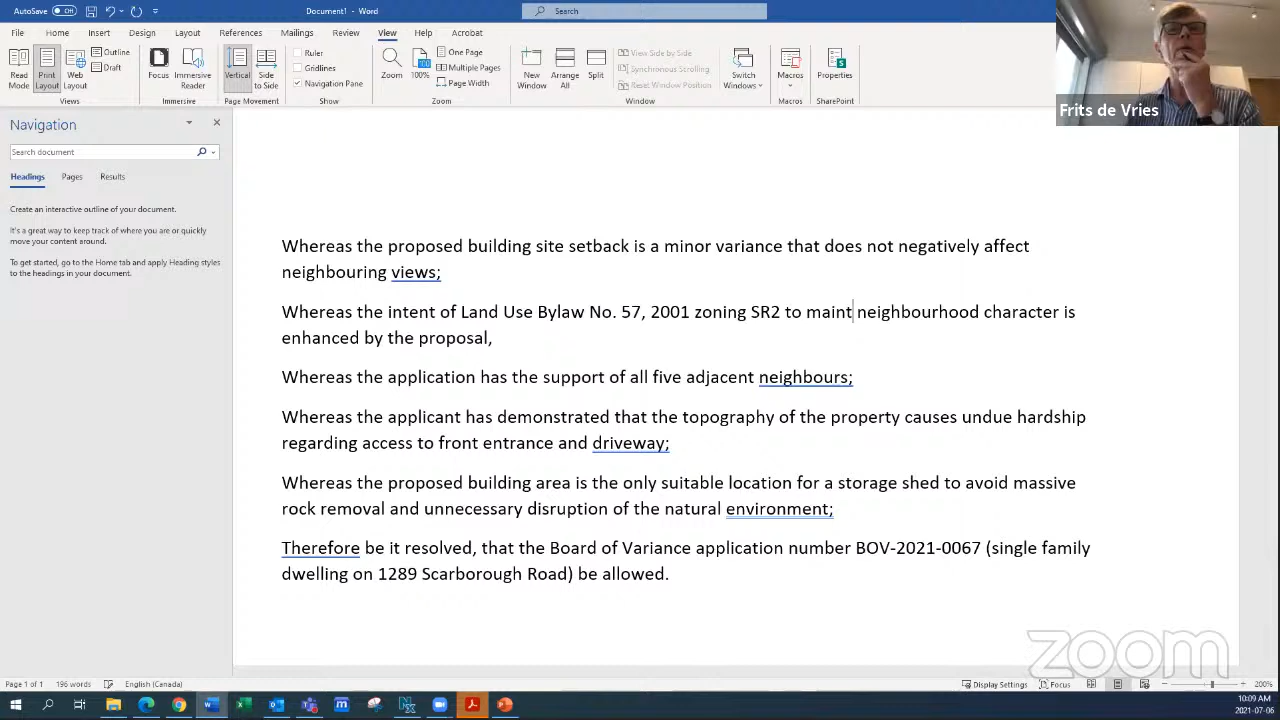 AutoSave Off Document1 - Word Search
File Home Insert Design Layout References Mailings Review View Help Acrobat
Read Mode
Print Layout
Web Layout
Outline
Draft
Views
Focus
Immersive Reader
Immersive
Vertical
Side to Side
Page Movement
Ruler
Gridlines
Navigation Pane
Show
Zoom
100%
One Page
Multiple Pages
Page Width
Zoom
New Window
Arrange All
Split
View Side by Side
Synchronous Scrolling
Reset Window Position
Window
Switch Windows
Macros
Macros
Properties
SharePoint
Frits de Vries
Navigation
Search document
Headings Pages Results
Create an interactive outline of your document.
It's a great way to keep track of where you are or quickly
move your content around.
To get started, go to the Home tab and apply Heading styles
to the headings in your document.
Whereas the proposed building site setback is a minor variance that does not negatively affect
neighbouring views;
Whereas the intent of Land Use Bylaw No. 57, 2001 zoning SR2 to maint neighbourhood character is
enhanced by the proposal,
Whereas the application has the support of all five adjacent neighbours;
Whereas the applicant has demonstrated that the topography of the property causes undue hardship
regarding access to front entrance and driveway;
Whereas the proposed building area is the only suitable location for a storage shed to avoid massive
rock removal and unnecessary disruption of the natural environment;
Therefore be it resolved, that the Board of Variance application number BOV-2021-0067 (single family
dwelling on 1289 Scarborough Road) be allowed.
zoom
Page 1 of 1 196 words English (Canada) Display Settings Focus 200%
10:09 AM
2021-07-06